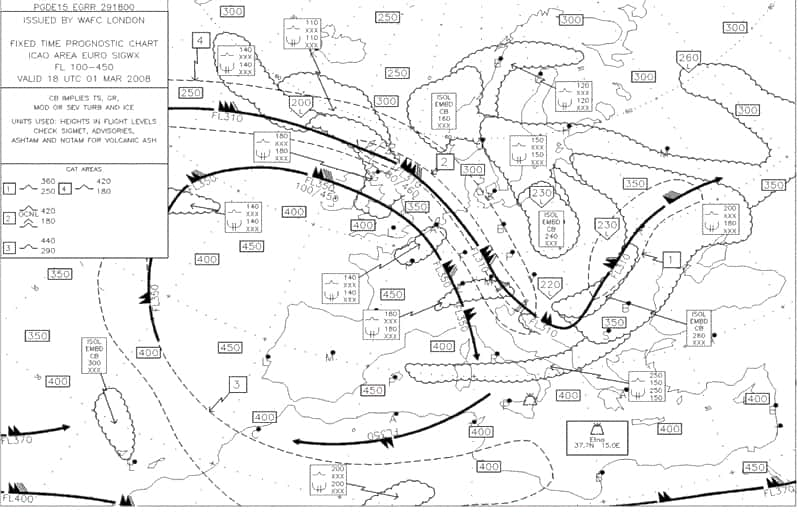 PGDE15 EGRR 291800
ISSUED BY WAFC LONDON
FIXED TIME PROGNOSTIC CHART
ICAO AREA EURO SIGWX
FL 100-450
VALID 18 UTC 01 MAR 2008
CB IMPLIES TS, GR,
MOD OR SEV TURB AND ICE
UNITS USED: HEIGHTS IN FLIGHT LEVELS
CHECK SIGMET, ADVISORIES,
ASHTAM AND NOTAM FOR VOLCANIC ASH
CAT AREAS
1 360 4 420
250 180
2 OCNL 420
180
3 440
290
300
250
300
110
XXX
110
XXX
4
140
XXX
140
XXX
300
260
L
250
300
300
250
200
L
ISOL
EMBD
CB
160
XXX
120
XXX
120
XXX
300
FL310
180
XXX
180
XXX
2
300
150
XXX
150
XXX
350
350
350
230
L
140
XXX
140
XXX
400
100/450
350
ISOL
EMBD
CB
240
XXX
230
L
200
XXX
180
XXX
450
400
400
1
350
140
XXX
140
XXX
450
220
L
FL350
180
XXX
180
XXX
350
ISOL
EMBD
CB
280
XXX
FL310
350
ISOL
EMBD
CB
300
XXX
400
450
400
400
3
450
250
150
250
150
400
400
400
400
400
FL370
FL350
Etna
37.7N 15.0E
400
200
XXX
200
XXX
400
450
FL400
FL370